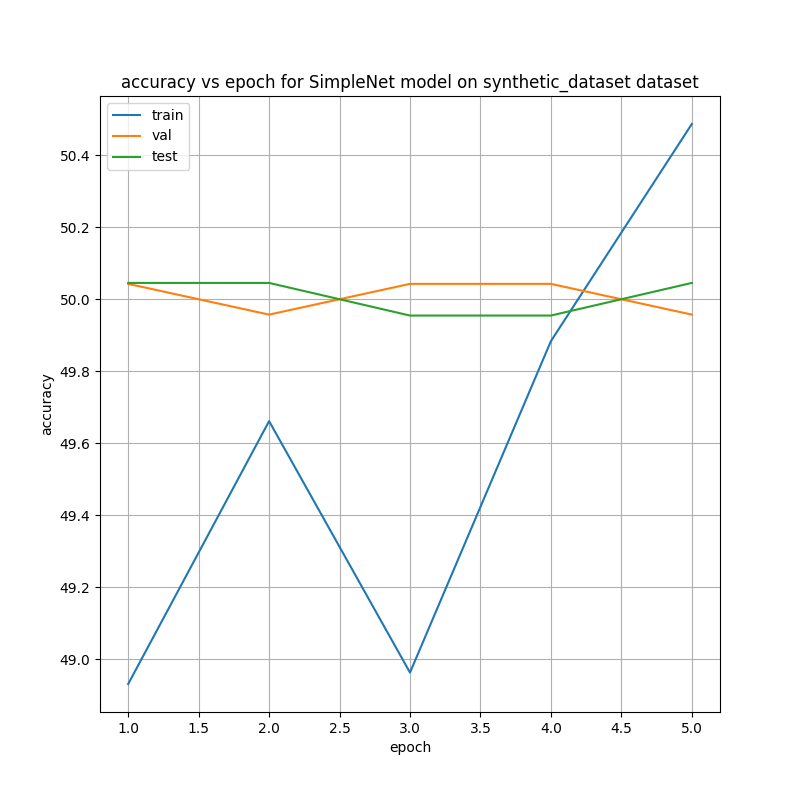 accuracy vs epoch for SimpleNet model on synthetic_dataset dataset
train
val
test
50.4
50.2
50.0
49.8
49.6
49.4
49.2
49.0
accuracy
1.0 1.5 2.0 2.5 3.0 3.5 4.0 4.5 5.0
epoch